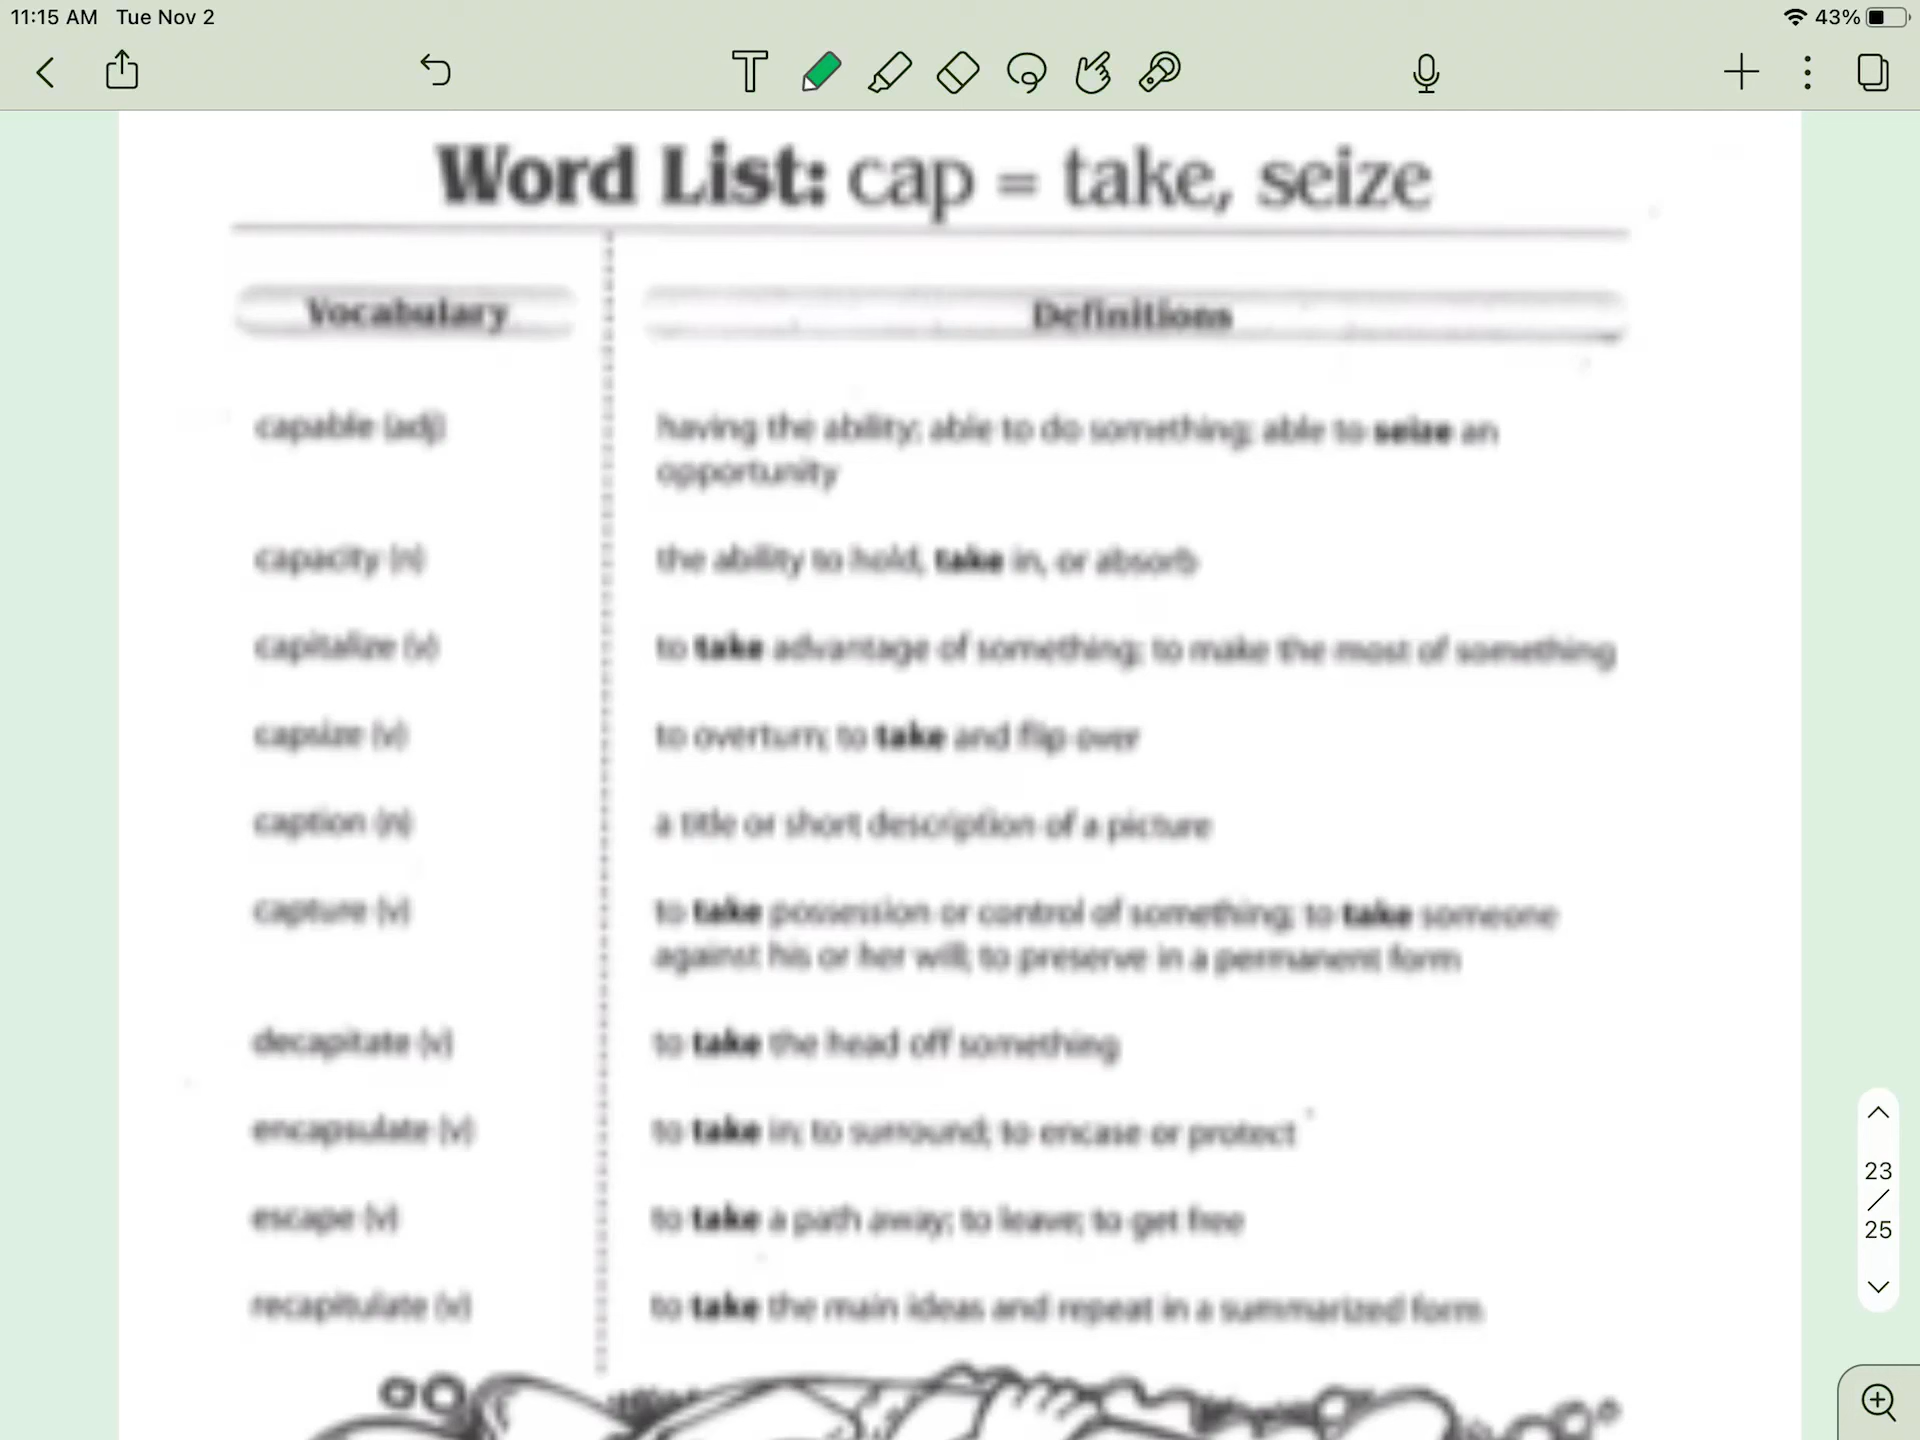 11:15 AM Tue Nov 2
43%
T
Word List: cap = take, seize
Vocabulary
Definitions
capable (adj)
having the ability; able to do something; able to seize an
opportunity
capacity (n)
the ability to hold, take in, or absorb
capitalize (v)
to take advantage of something; to make the most of something
capsize (v)
to overturn; to take and flip over
caption (n)
a title or short description of a picture
capture (v)
to take possession or control of something; to take someone
against his or her will; to preserve in a permanent form
decapitate (v)
to take the head off something
encapsulate (v)
to take in; to surround; to encase or protect
escape (v)
to take a path away; to leave; to get free
recapitulate (v)
to take the main ideas and repeat in a summarized form
23
/
25